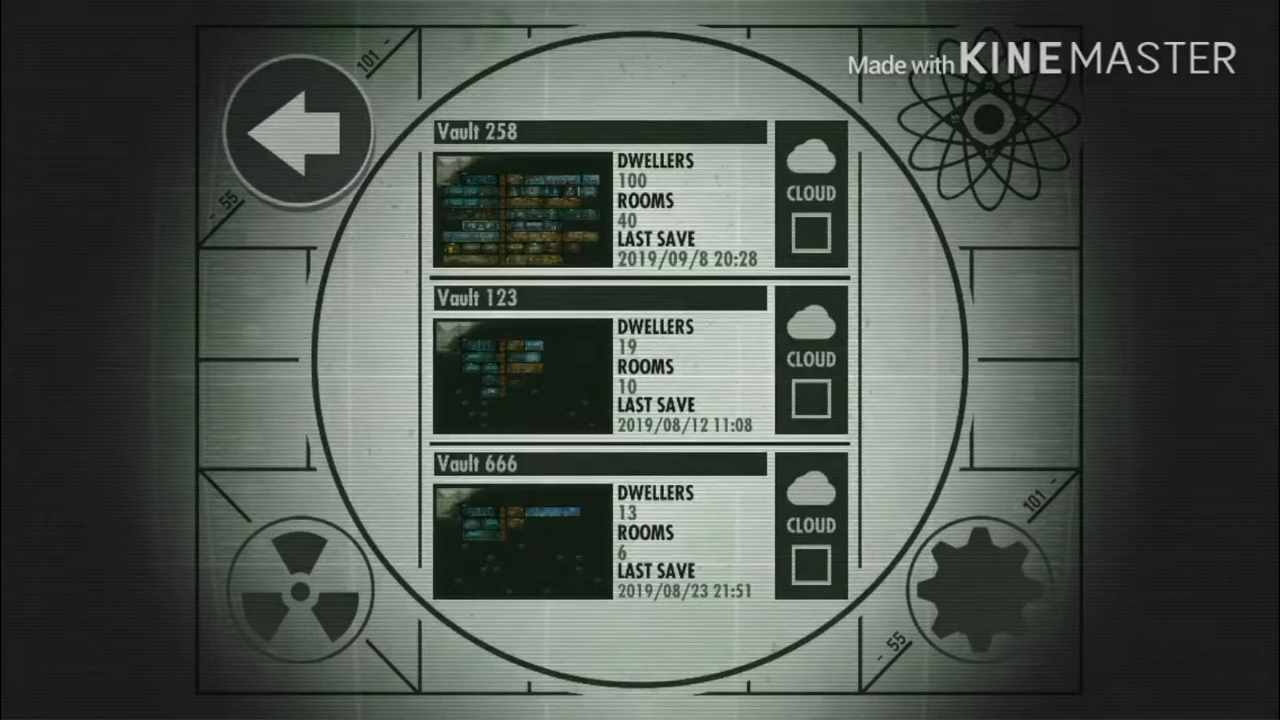 Made with KINEMASTER
101 -
- 55
Vault 258
DWELLERS
100
ROOMS
40
LAST SAVE
2019/09/8 20:28
CLOUD
Vault 123
DWELLERS
19
ROOMS
10
LAST SAVE
2019/08/12 11:08
CLOUD
Vault 666
DWELLERS
13
ROOMS
6
LAST SAVE
2019/08/23 21:51
CLOUD
101 -
- 55